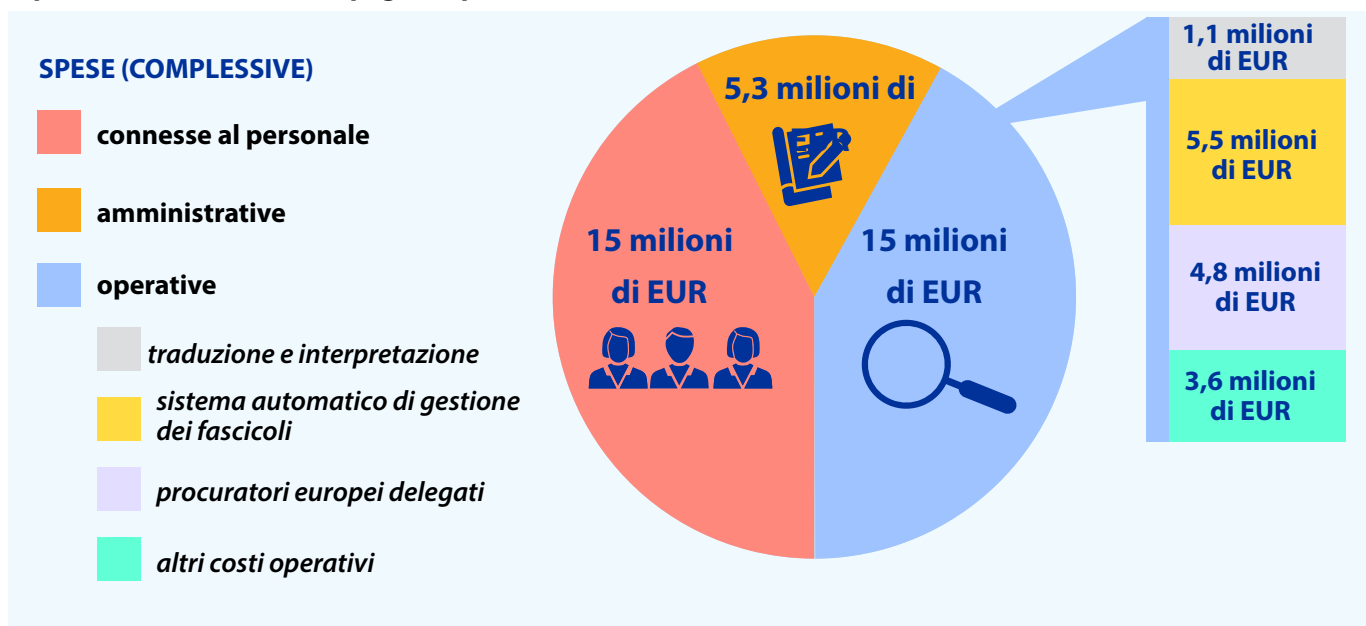 SPESE (COMPLESSIVE)
connesse al personale
amministrative
operative
traduzione e interpretazione
sistema automatico di gestione
dei fascicoli
procuratori europei delegati
altri costi operativi
5,3 milioni di
15 milioni
di EUR
15 milioni
di EUR
1,1 milioni
di EUR
5,5 milioni
di EUR
4,8 milioni
di EUR
3,6 milioni
di EUR